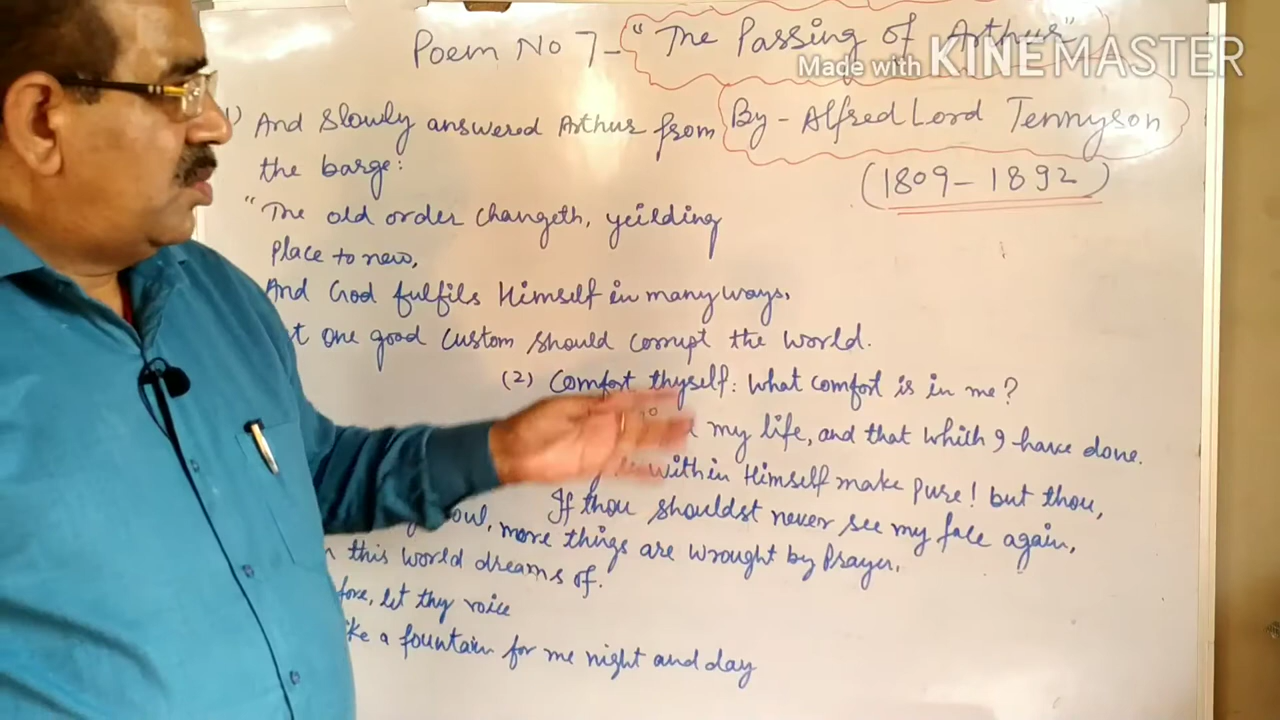 Poem No 7- "The Passing of Arthur"
Made with KINEMASTER
By - Alfred Lord Tennyson
(1809-1892)
1) And slowly answered Arthur from
the barge:
"The old order changeth, yeilding
place to new,
And God fulfils Himself in many ways,
one good custom should corrupt the world.
(2) Comfort thyself: What comfort is in me?
my life, and that which I have done.
within Himself make pure! but thou,
If thou shouldst never see my face again,
soul, more things are wrought by Prayer,
this world dreams of.
let thy voice
a fountain for me night and day